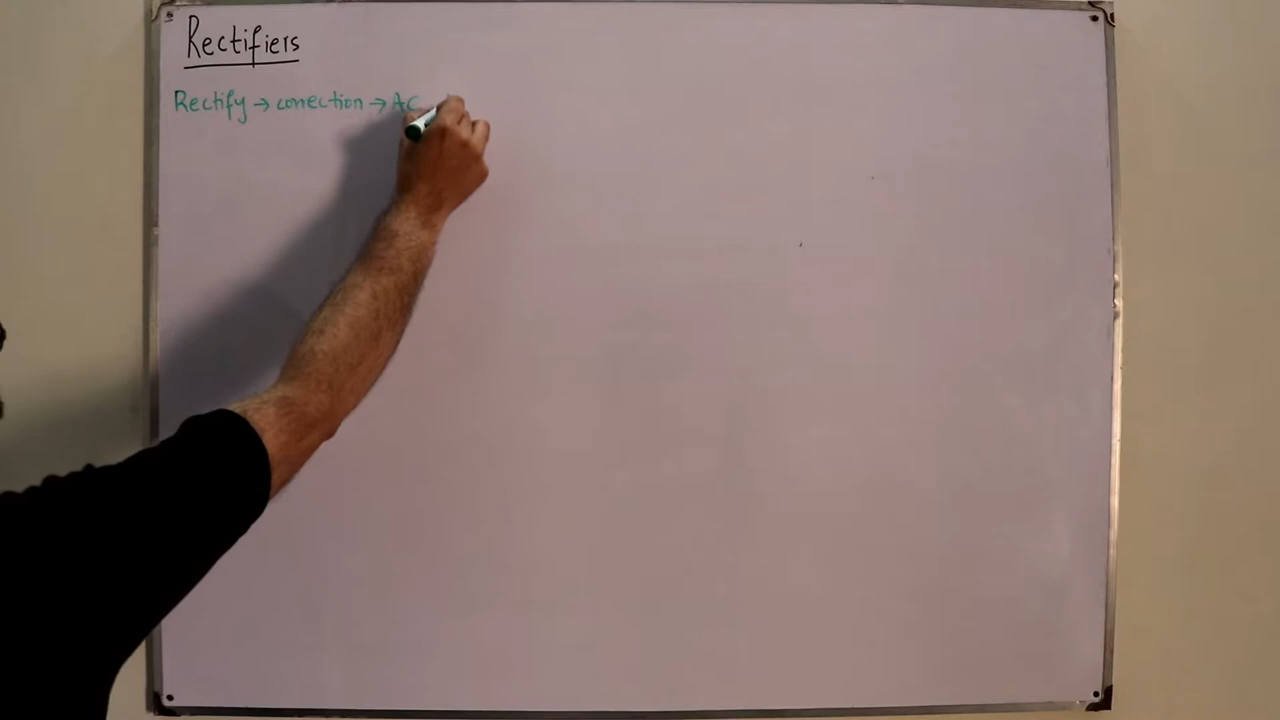 Rectifiers
Rectify → correction → AC